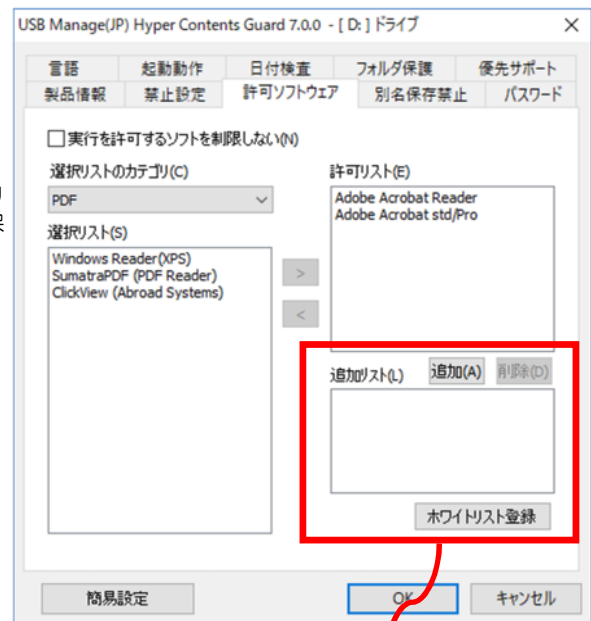 USB Manage(JP) Hyper Contents Guard 7.0.0 - [ D: ] ドライブ
言語 起動動作 日付検査 フォルダ保護 優先サポート
製品情報 禁止設定 許可ソフトウェア 別名保存禁止 パスワード
実行を許可するソフトを制限しない(N)
選択リストのカテゴリ(C)
PDF
選択リスト(S)
Windows Reader(XPS)
SumatraPDF (PDF Reader)
ClickView (Abroad Systems)
>
<
許可リスト(E)
Adobe Acrobat Reader
Adobe Acrobat std/Pro
追加リスト(L) 追加(A) 削除(D)
ホワイトリスト登録
簡易設定 OK キャンセル